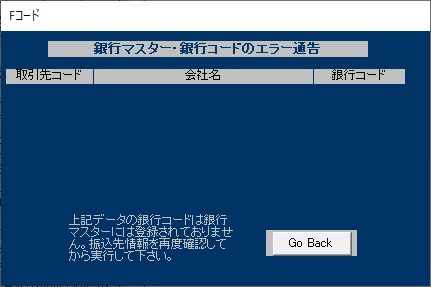 Fコード
銀行マスター・銀行コードのエラー通告
取引先コード 会社名 銀行コード
上記データの銀行コードは銀行
マスターには登録されておりませ
ん。振込先情報を再度確認して
から実行して下さい。
Go Back